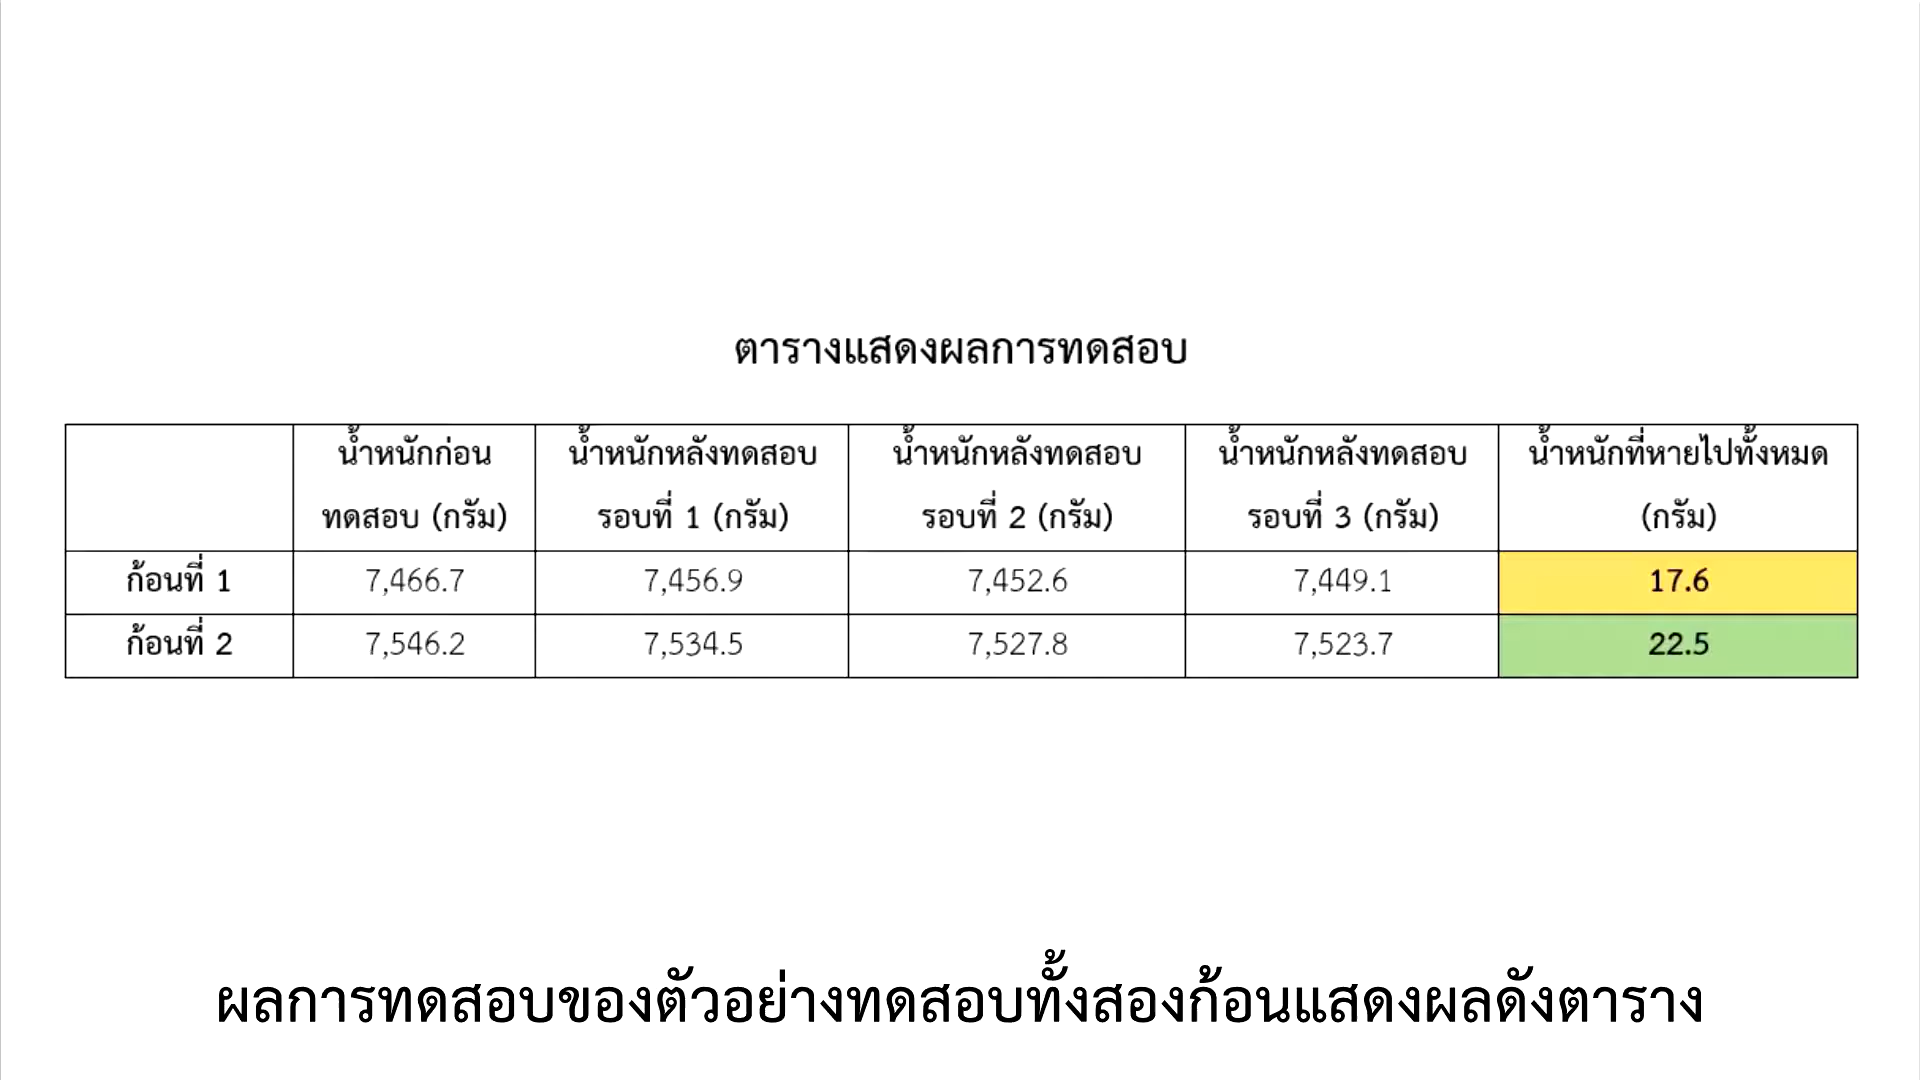 ตารางแสดงผลการทดสอบ
น้ำหนักก่อน น้ำหนักหลังทดสอบ น้ำหนักหลังทดสอบ น้ำหนักหลังทดสอบ น้ำหนักที่หายไปทั้งหมด
ทดสอบ (กรัม) รอบที่ 1 (กรัม) รอบที่ 2 (กรัม) รอบที่ 3 (กรัม) (กรัม)
ก้อนที่ 1 7,466.7 7,456.9 7,452.6 7,449.1 17.6
ก้อนที่ 2 7,546.2 7,534.5 7,527.8 7,523.7 22.5
ผลการทดสอบของตัวอย่างทดสอบทั้งสองก้อนแสดงผลดังตาราง